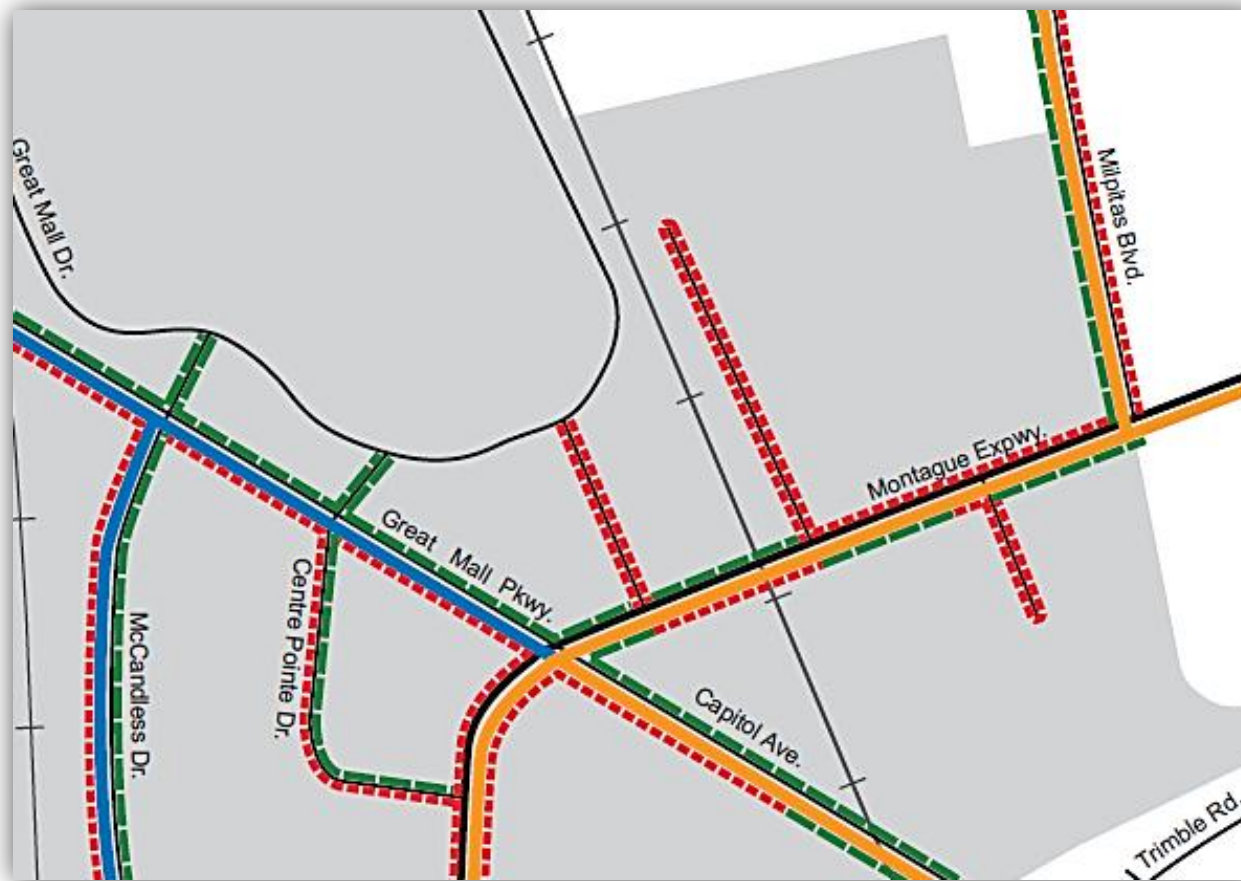 Great Mall Dr.
Milpitas Blvd.
Montague Expwy.
Great Mall Pkwy.
Centre Pointe Dr.
McCandless Dr.
Capitol Ave.
Trimble Rd.